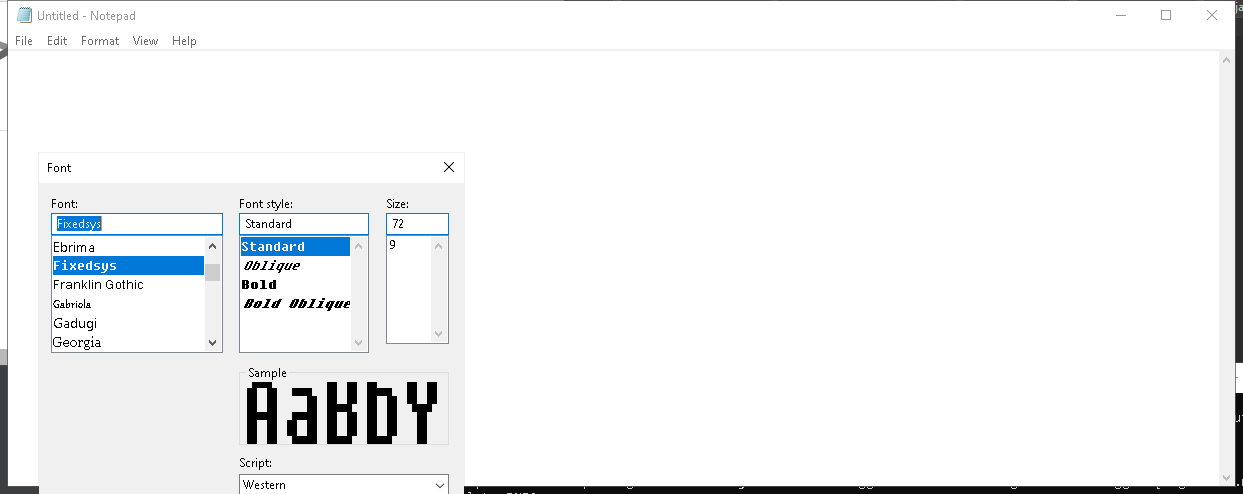 Untitled - Notepad
File Edit Format View Help
Font
Font: Font style: Size:
Fixedsys Standard 72
Ebrima Standard 9
Fixedsys Oblique
Franklin Gothic Bold
Gabriola Bold Oblique
Gadugi
Georgia
Sample
Script:
Western